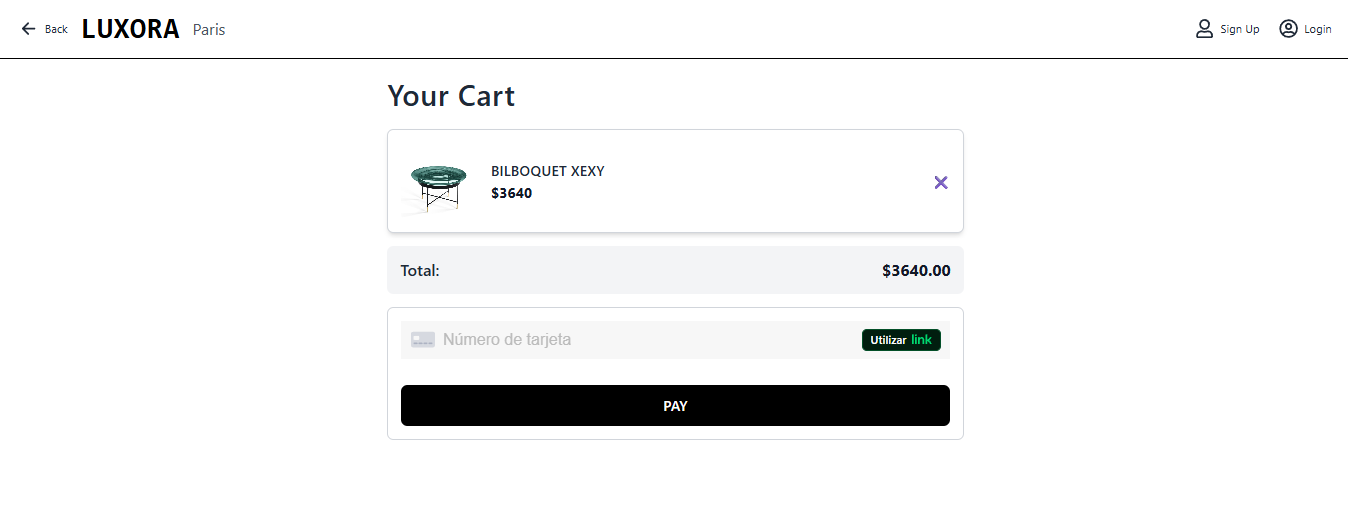 Back LUXORA Paris Sign Up Login
Your Cart
BILBOQUET XEXY
$3640
Total: $3640.00
Número de tarjeta Utilizar link
PAY